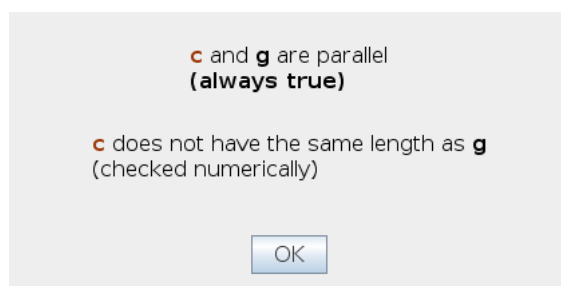 c and g are parallel
(always true)
c does not have the same length as g
(checked numerically)
OK